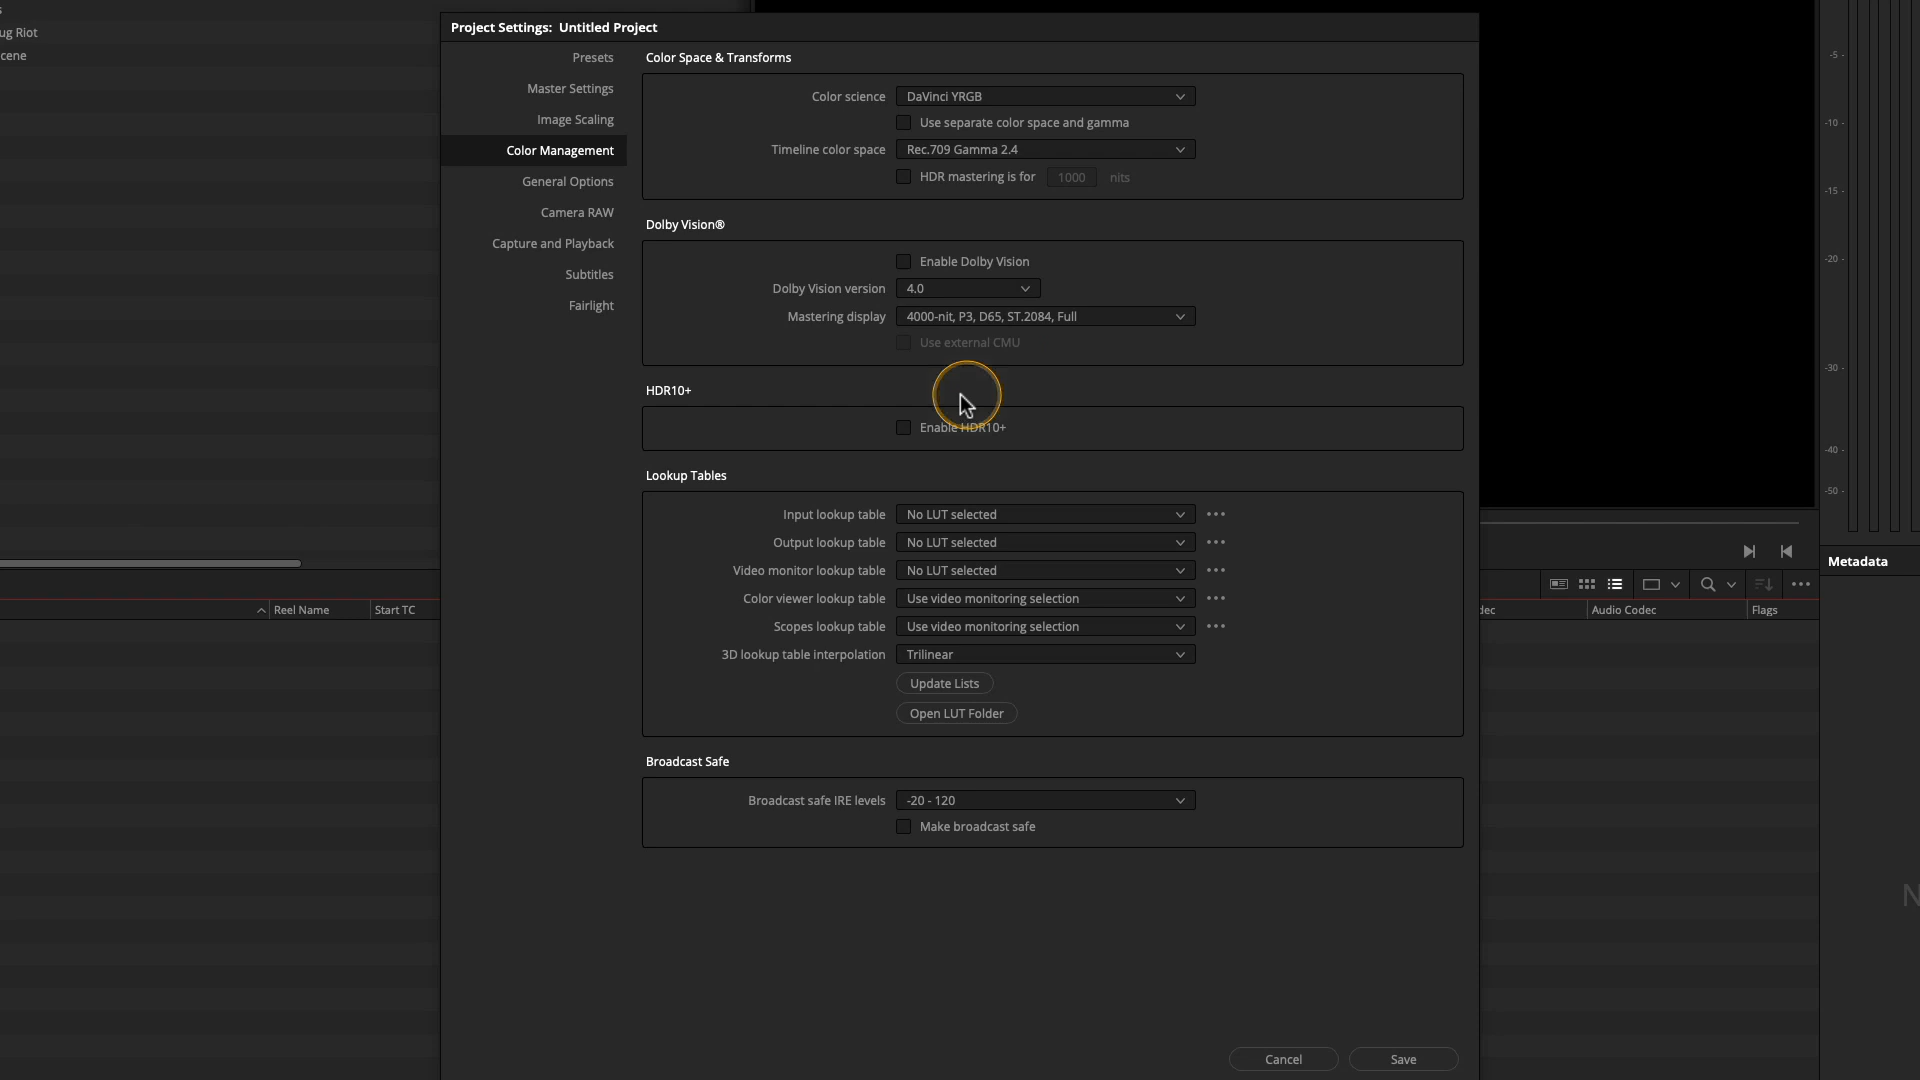 Project Settings: Untitled Project
ug Riot
cene
Presets
Master Settings
Image Scaling
Color Management
General Options
Camera RAW
Capture and Playback
Subtitles
Fairlight
Color Space & Transforms
Color science DaVinci YRGB
Use separate color space and gamma
Timeline color space Rec.709 Gamma 2.4
HDR mastering is for 1000 nits
Dolby Vision®
Enable Dolby Vision
Dolby Vision version 4.0
Mastering display 4000-nit, P3, D65, ST.2084, Full
Use external CMU
HDR10+
Enable HDR10+
Lookup Tables
Input lookup table No LUT selected
Output lookup table No LUT selected
Video monitor lookup table No LUT selected
Color viewer lookup table Use video monitoring selection
Scopes lookup table Use video monitoring selection
3D lookup table interpolation Trilinear
Update Lists
Open LUT Folder
Broadcast Safe
Broadcast safe IRE levels -20 - 120
Make broadcast safe
Cancel Save
Reel Name Start TC
-5
-10
-15
-20
-30
-40
-50
Metadata
dec Audio Codec Flags
N